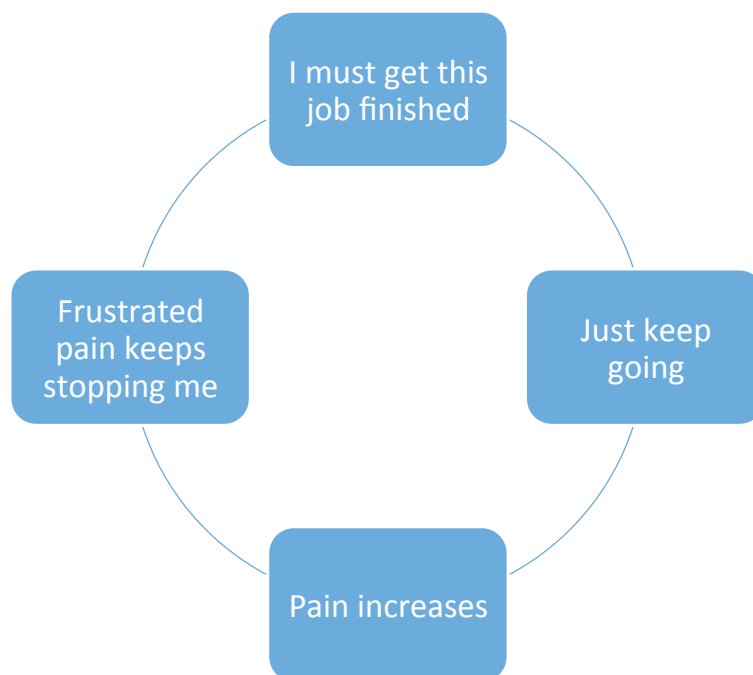 I must get this
job finished
Just keep
going
Pain increases
Frustrated
pain keeps
stopping me